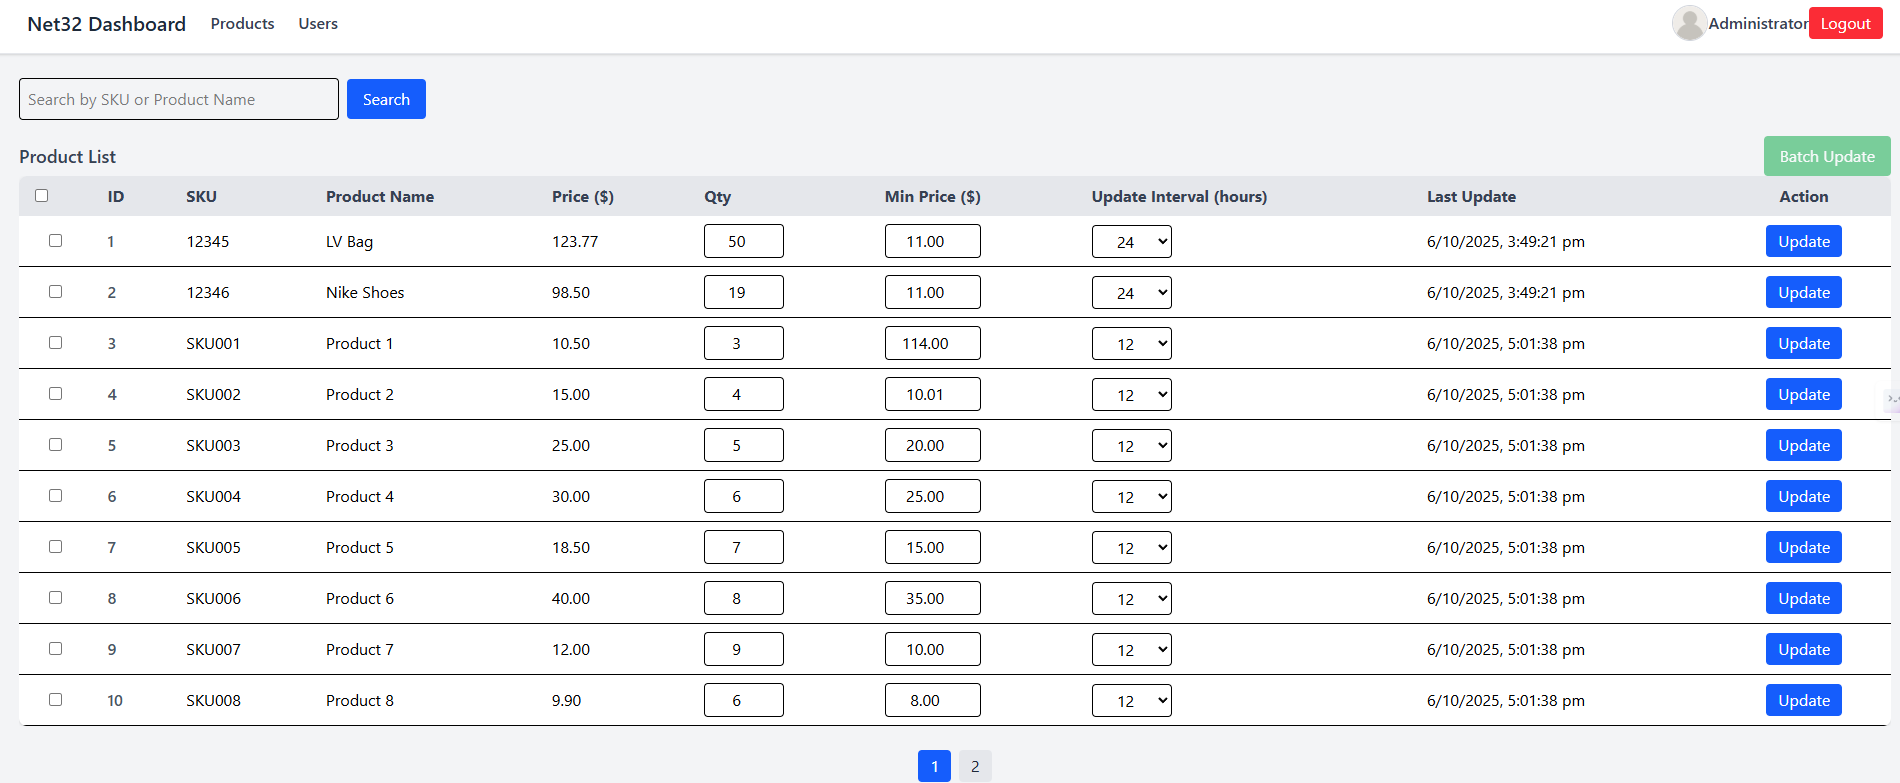 Net32 Dashboard Products Users Administrator Logout
Search by SKU or Product Name Search
Product List Batch Update
ID SKU Product Name Price ($) Qty Min Price ($) Update Interval (hours) Last Update Action
1 12345 LV Bag 123.77 50 11.00 24 6/10/2025, 3:49:21 pm Update
2 12346 Nike Shoes 98.50 19 11.00 24 6/10/2025, 3:49:21 pm Update
3 SKU001 Product 1 10.50 3 114.00 12 6/10/2025, 5:01:38 pm Update
4 SKU002 Product 2 15.00 4 10.01 12 6/10/2025, 5:01:38 pm Update
5 SKU003 Product 3 25.00 5 20.00 12 6/10/2025, 5:01:38 pm Update
6 SKU004 Product 4 30.00 6 25.00 12 6/10/2025, 5:01:38 pm Update
7 SKU005 Product 5 18.50 7 15.00 12 6/10/2025, 5:01:38 pm Update
8 SKU006 Product 6 40.00 8 35.00 12 6/10/2025, 5:01:38 pm Update
9 SKU007 Product 7 12.00 9 10.00 12 6/10/2025, 5:01:38 pm Update
10 SKU008 Product 8 9.90 6 8.00 12 6/10/2025, 5:01:38 pm Update
1 2